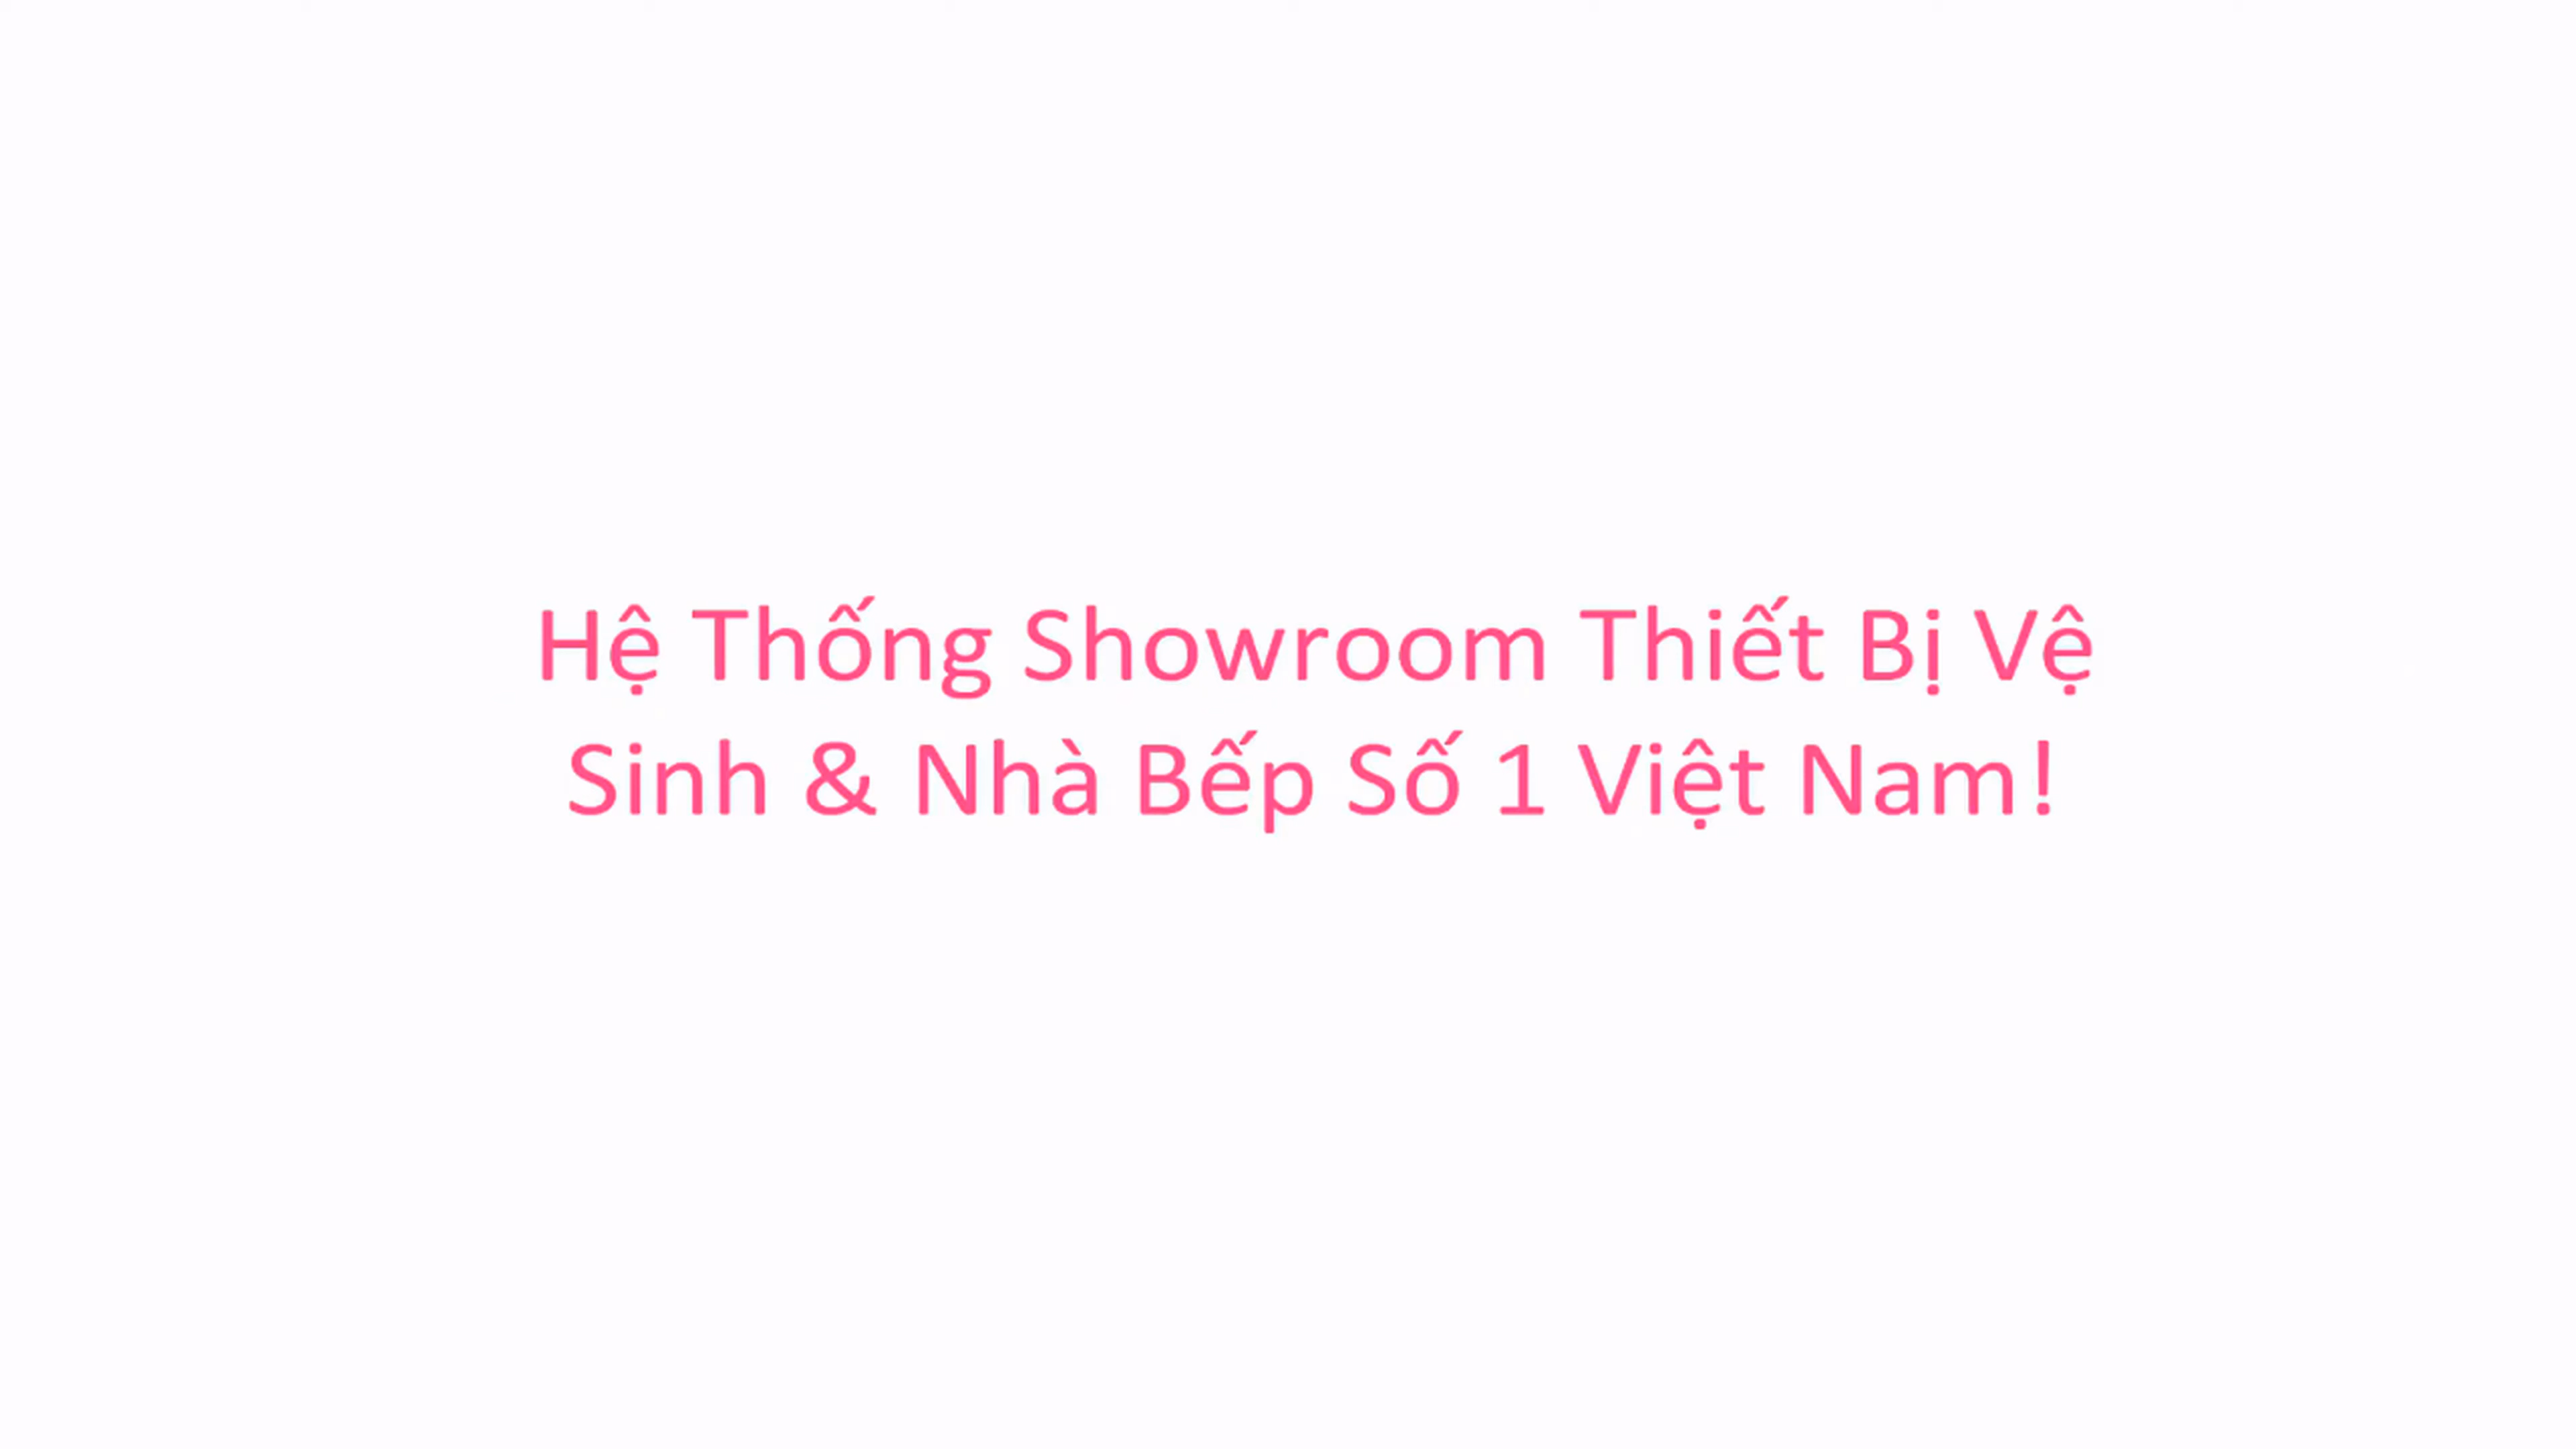 Hệ Thống Showroom Thiết Bị Vệ
Sinh & Nhà Bếp Số 1 Việt Nam!